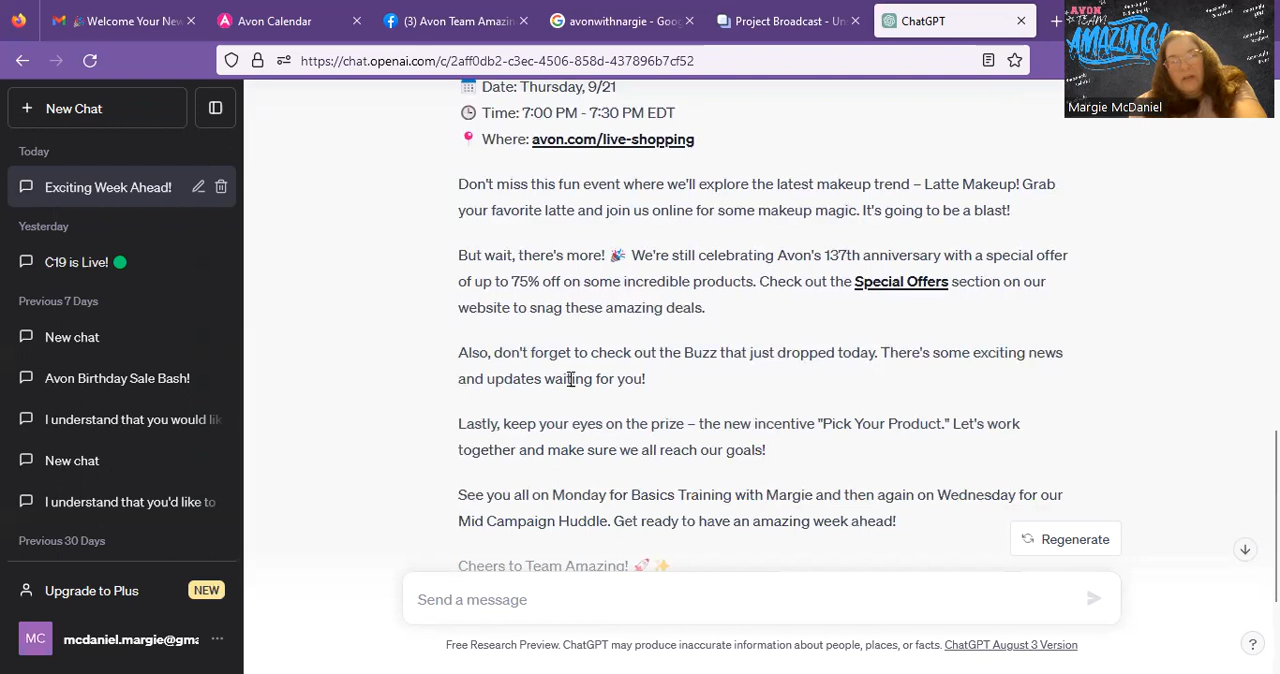 🎉 Welcome Your New
Avon Calendar
(3) Avon Team Amazin
avonwithnargie - Goo
Project Broadcast - Un
ChatGPT
https://chat.openai.com/c/2aff0db2-c3ec-4506-858d-437896b7cf52
AVON
TEAM
AMAZING!
Margie McDaniel
New Chat
Today
Exciting Week Ahead!
Yesterday
C19 is Live!
Previous 7 Days
New chat
Avon Birthday Sale Bash!
I understand that you would lik
New chat
I understand that you'd like to
Previous 30 Days
Upgrade to Plus
NEW
MC
mcdaniel.margie@gma
📅 Date: Thursday, 9/21
🕒 Time: 7:00 PM - 7:30 PM EDT
📍 Where: avon.com/live-shopping
Don't miss this fun event where we'll explore the latest makeup trend – Latte Makeup! Grab
your favorite latte and join us online for some makeup magic. It's going to be a blast!
But wait, there's more! 🎉 We're still celebrating Avon's 137th anniversary with a special offer
of up to 75% off on some incredible products. Check out the Special Offers section on our
website to snag these amazing deals.
Also, don't forget to check out the Buzz that just dropped today. There's some exciting news
and updates waiting for you!
Lastly, keep your eyes on the prize – the new incentive "Pick Your Product." Let's work
together and make sure we all reach our goals!
See you all on Monday for Basics Training with Margie and then again on Wednesday for our
Mid Campaign Huddle. Get ready to have an amazing week ahead!
Regenerate
Cheers to Team Amazing! 🚀✨
Send a message
Free Research Preview. ChatGPT may produce inaccurate information about people, places, or facts. ChatGPT August 3 Version
?